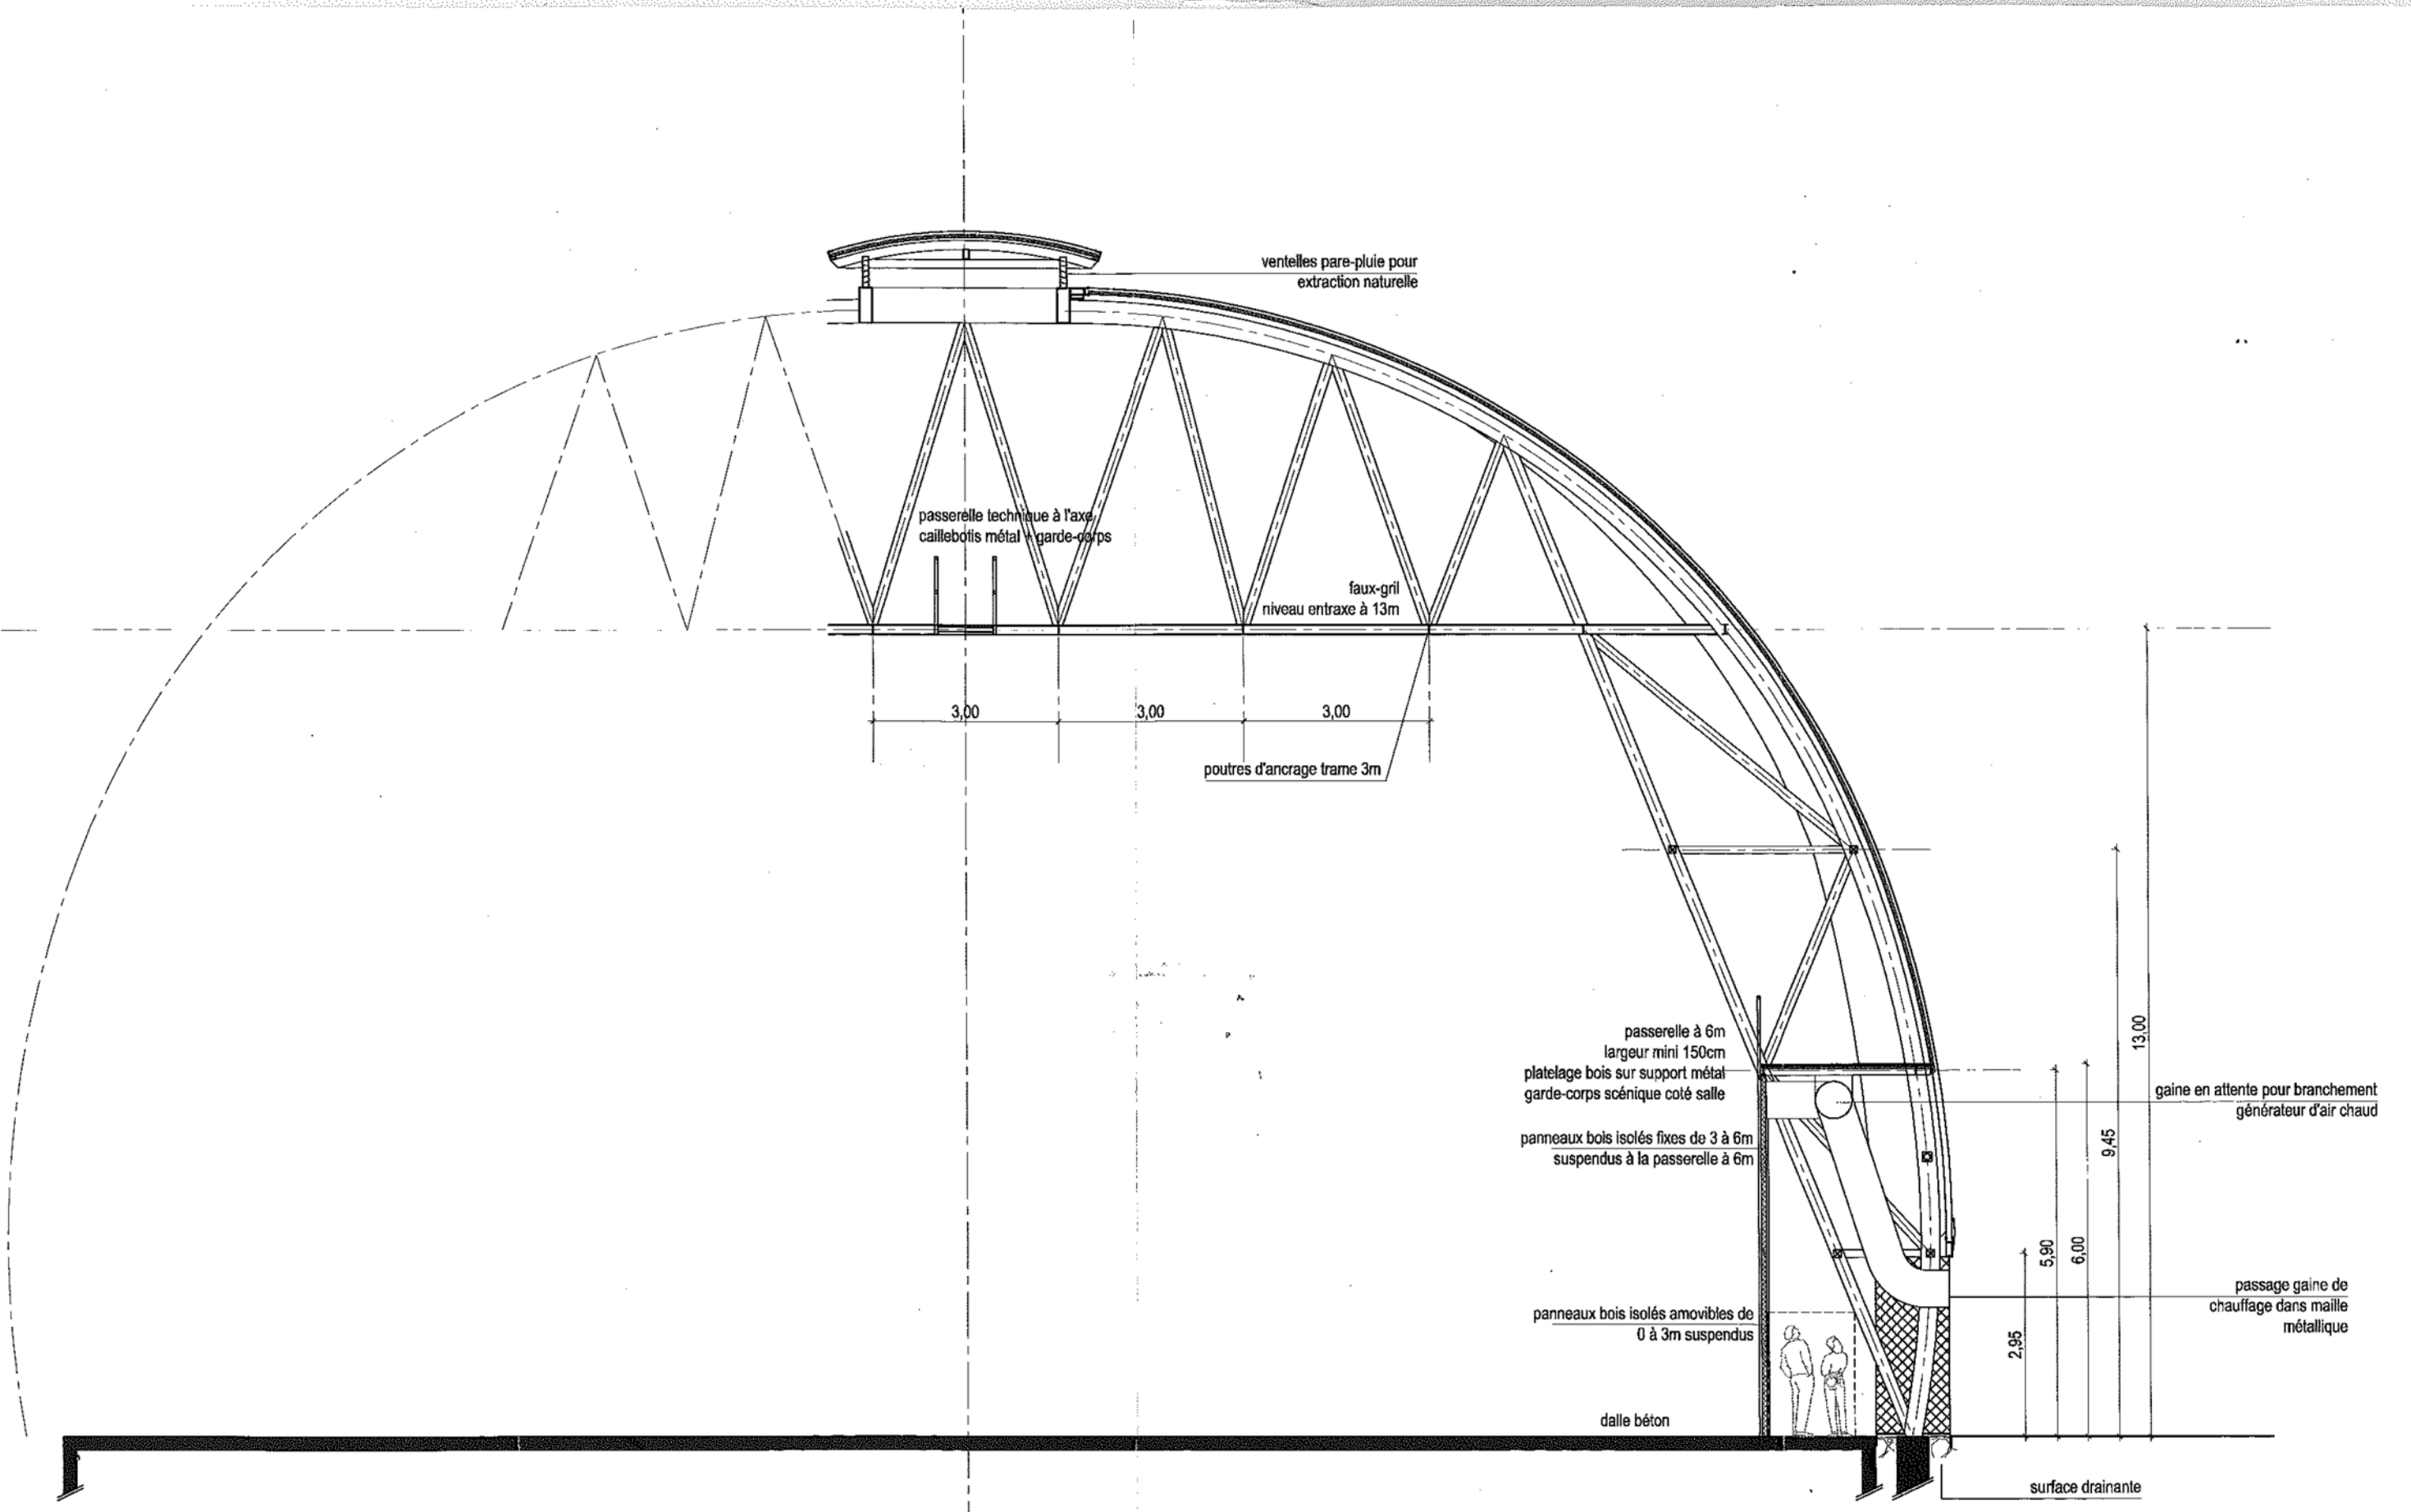 ventelles pare-pluie pour
extraction naturelle
passerelle technique à l'axe
caillebotis métal + garde-corps
faux-gril
niveau entraxe à 13m
3,00
3,00
3,00
poutres d'ancrage trame 3m
passerelle à 6m
largeur mini 150cm
platelage bois sur support métal
garde-corps scénique coté salle
panneaux bois isolés fixes de 3 à 6m
suspendus à la passerelle à 6m
panneaux bois isolés amovibles de
0 à 3m suspendus
dalle béton
2,95
5,90
6,00
9,45
13,00
gaine en attente pour branchement
générateur d'air chaud
passage gaine de
chauffage dans maille
métallique
surface drainante